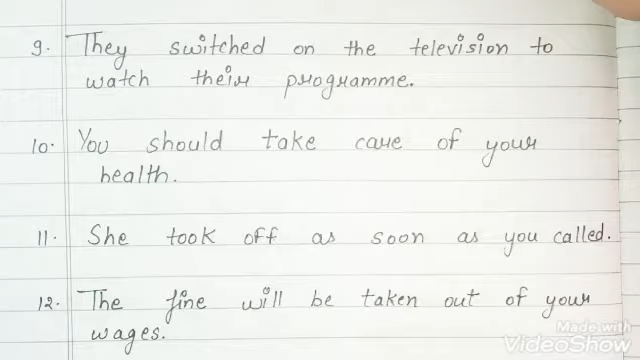 9. They switched on the television to
watch their programme.
10. You should take care of your
health.
11. She took off as soon as you called.
12. The fine will be taken out of your
wages.
Made with
VideoShow